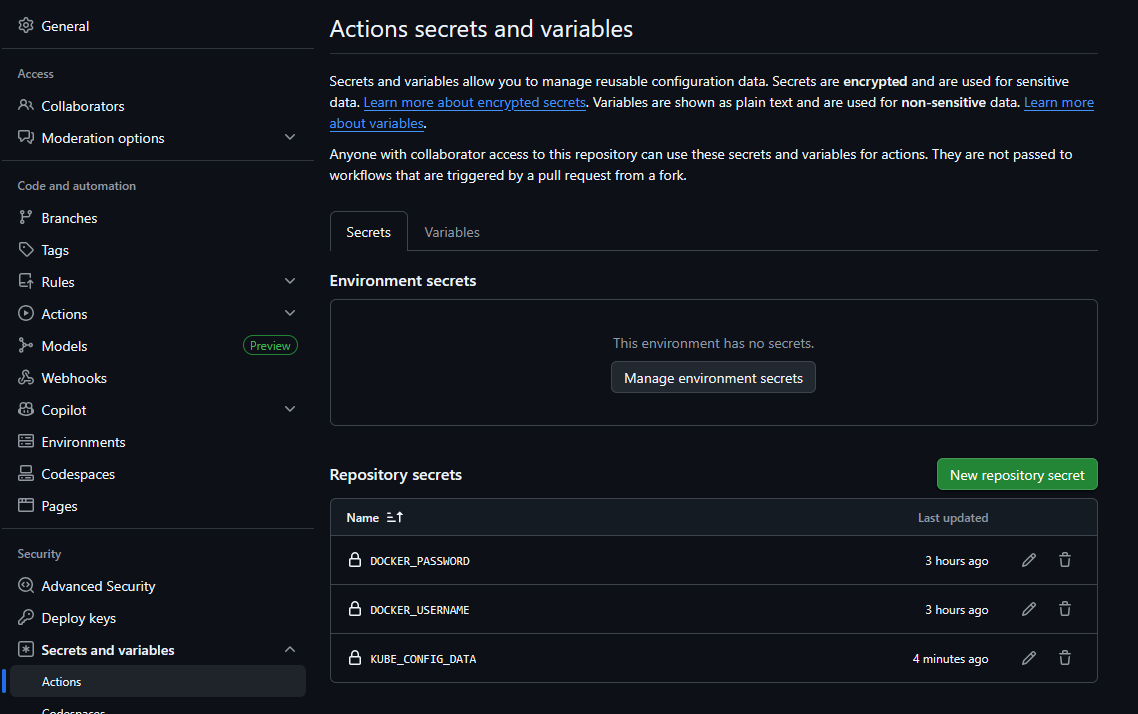 General
Access
Collaborators
Moderation options
Code and automation
Branches
Tags
Rules
Actions
Models Preview
Webhooks
Copilot
Environments
Codespaces
Pages
Security
Advanced Security
Deploy keys
Secrets and variables
Actions
Codespaces
Actions secrets and variables
Secrets and variables allow you to manage reusable configuration data. Secrets are encrypted and are used for sensitive
data. Learn more about encrypted secrets. Variables are shown as plain text and are used for non-sensitive data. Learn more
about variables.
Anyone with collaborator access to this repository can use these secrets and variables for actions. They are not passed to
workflows that are triggered by a pull request from a fork.
Secrets Variables
Environment secrets
This environment has no secrets.
Manage environment secrets
Repository secrets New repository secret
Name Last updated
DOCKER_PASSWORD 3 hours ago
DOCKER_USERNAME 3 hours ago
KUBE_CONFIG_DATA 4 minutes ago